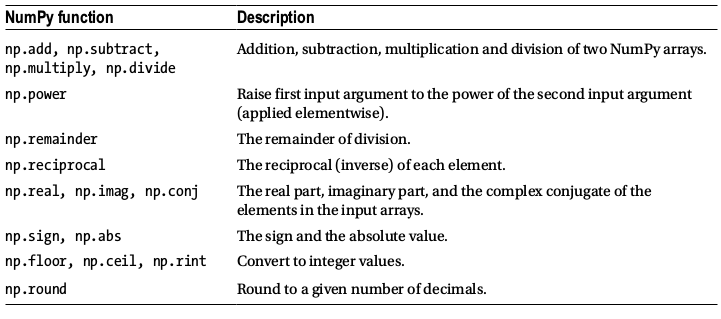 NumPy function Description
np.add, np.subtract, Addition, subtraction, multiplication and division of two NumPy arrays.
np.multiply, np.divide
np.power Raise first input argument to the power of the second input argument
(applied elementwise).
np.remainder The remainder of division.
np.reciprocal The reciprocal (inverse) of each element.
np.real, np.imag, np.conj The real part, imaginary part, and the complex conjugate of the
elements in the input arrays.
np.sign, np.abs The sign and the absolute value.
np.floor, np.ceil, np.rint Convert to integer values.
np.round Round to a given number of decimals.